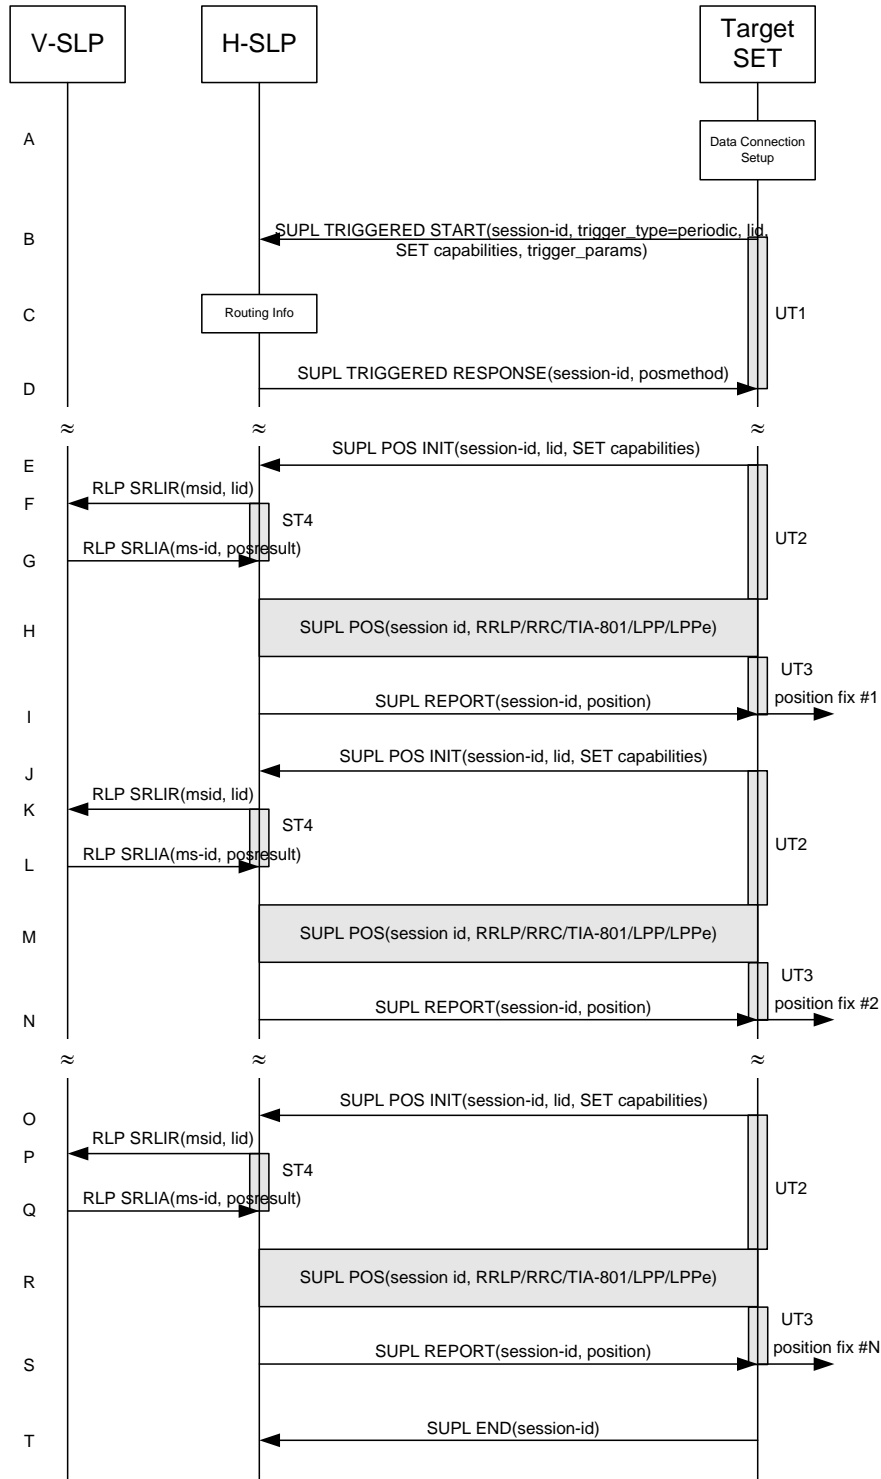 V-SLP
H-SLP
Target
SET
A
Data Connection
Setup
B
SUPL TRIGGERED START(session-id, trigger_type=periodic, lid,
SET capabilities, trigger_params)
C
Routing Info
UT1
D
SUPL TRIGGERED RESPONSE(session-id, posmethod)
≈ ≈ ≈
E
SUPL POS INIT(session-id, lid, SET capabilities)
F
RLP SRLIR(msid, lid)
ST4
UT2
G
RLP SRLIA(ms-id, posresult)
H
SUPL POS(session id, RRLP/RRC/TIA-801/LPP/LPPe)
UT3
position fix #1
I
SUPL REPORT(session-id, position)
J
SUPL POS INIT(session-id, lid, SET capabilities)
K
RLP SRLIR(msid, lid)
ST4
UT2
L
RLP SRLIA(ms-id, posresult)
M
SUPL POS(session id, RRLP/RRC/TIA-801/LPP/LPPe)
UT3
position fix #2
N
SUPL REPORT(session-id, position)
≈ ≈ ≈
O
SUPL POS INIT(session-id, lid, SET capabilities)
P
RLP SRLIR(msid, lid)
ST4
UT2
Q
RLP SRLIA(ms-id, posresult)
R
SUPL POS(session id, RRLP/RRC/TIA-801/LPP/LPPe)
UT3
position fix #N
S
SUPL REPORT(session-id, position)
T
SUPL END(session-id)